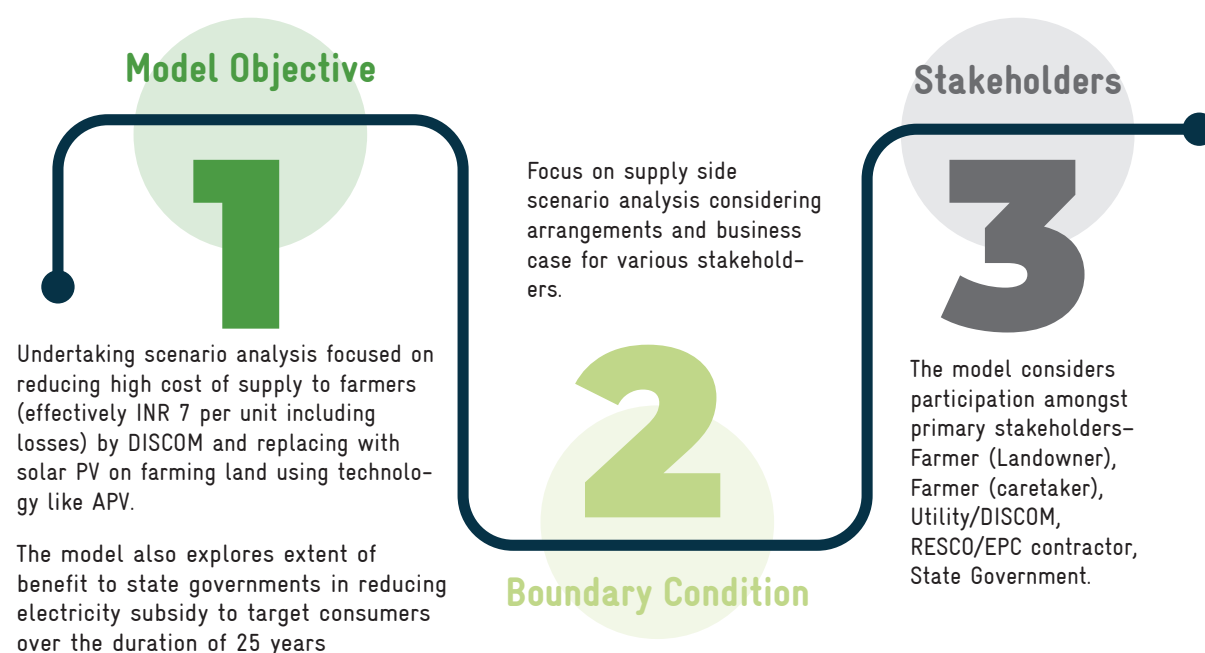 Model Objective
1
Undertaking scenario analysis focused on
reducing high cost of supply to farmers
(effectively INR 7 per unit including
losses) by DISCOM and replacing with
solar PV on farming land using technolo-
gy like APV.
The model also explores extent of
benefit to state governments in reducing
electricity subsidy to target consumers
over the duration of 25 years
Focus on supply side
scenario analysis considering
arrangements and business
case for various stakehold-
ers.
2
Boundary Condition
Stakeholders
3
The model considers
participation amongst
primary stakeholders–
Farmer (Landowner),
Farmer (caretaker),
Utility/DISCOM,
RESCO/EPC contractor,
State Government.